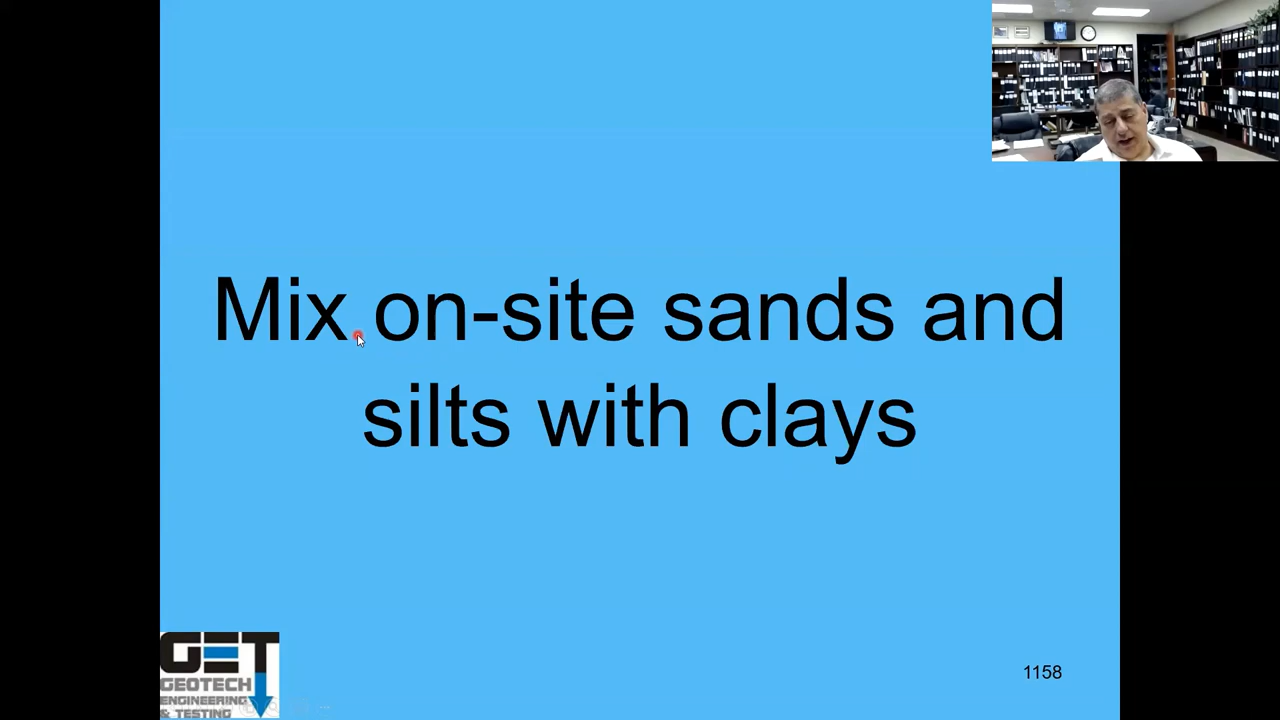 Mix on-site sands and
silts with clays
GET
GEOTECH
ENGINEERING
& TESTING
1158